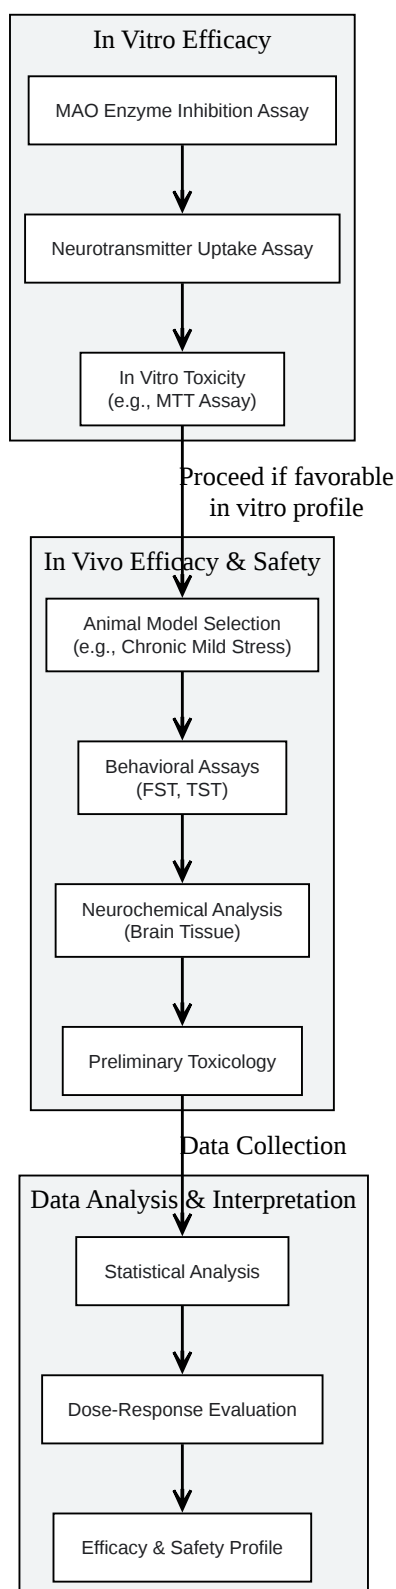 In Vitro Efficacy
MAO Enzyme Inhibition Assay
Neurotransmitter Uptake Assay
In Vitro Toxicity
(e.g., MTT Assay)
Proceed if favorable
in vitro profile
In Vivo Efficacy & Safety
Animal Model Selection
(e.g., Chronic Mild Stress)
Behavioral Assays
(FST, TST)
Neurochemical Analysis
(Brain Tissue)
Preliminary Toxicology
Data Collection
Data Analysis & Interpretation
Statistical Analysis
Dose-Response Evaluation
Efficacy & Safety Profile